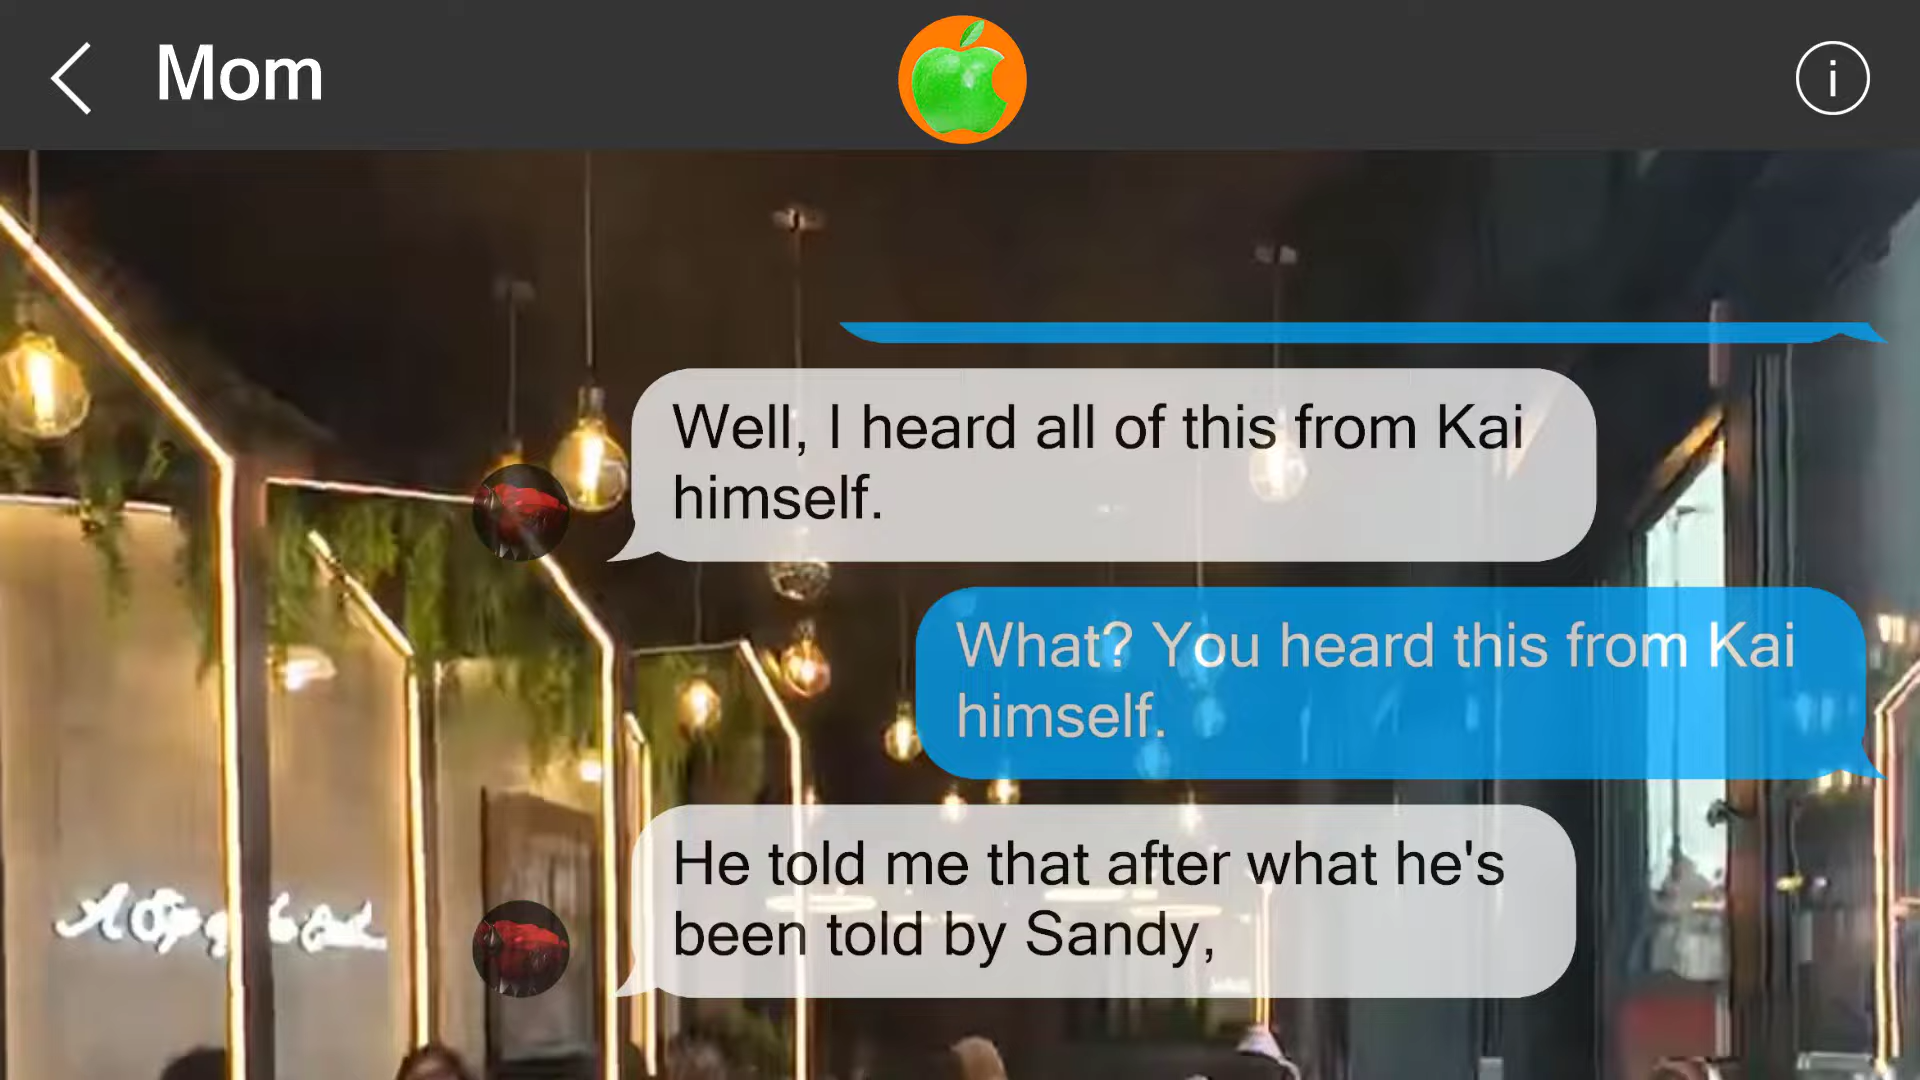 Mom
Well, I heard all of this from Kai
himself.
What? You heard this from Kai
himself.
He told me that after what he's
been told by Sandy,